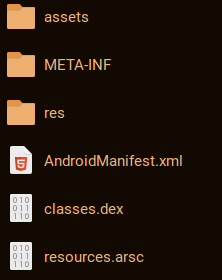 assets
META-INF
res
AndroidManifest.xml
classes.dex
resources.arsc